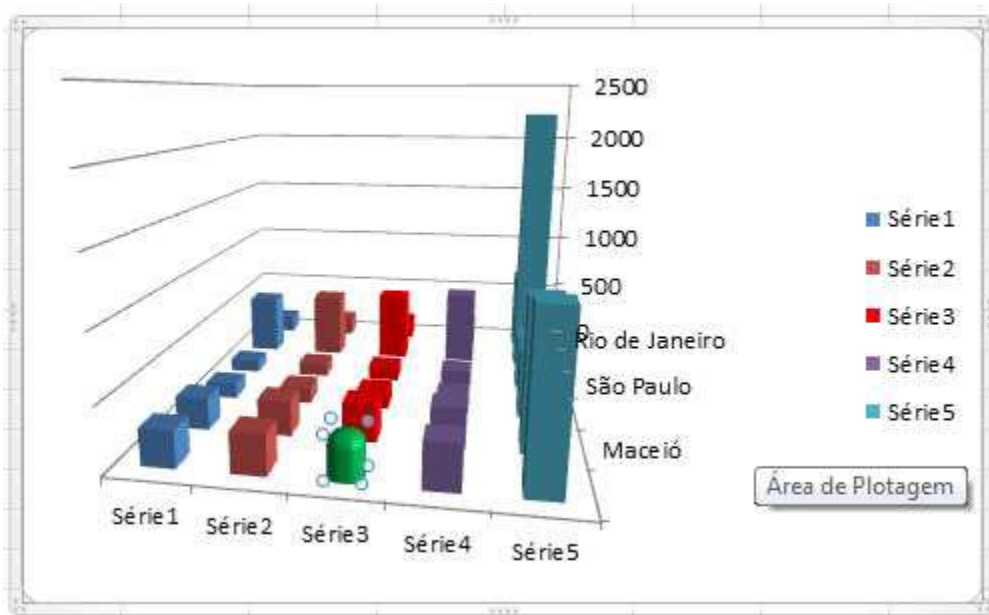 2500
2000
1500
1000
500
0
Rio de Janeiro
São Paulo
Maceió
Série1
Série2
Série3
Série4
Série5
Série1
Série2
Série3
Série4
Série5
Área de Plotagem